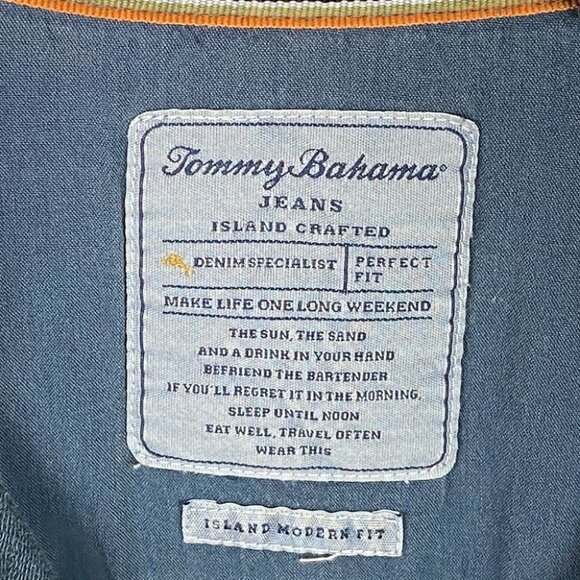 Tommy Bahama®
JEANS
ISLAND CRAFTED
DENIM SPECIALIST PERFECT FIT
MAKE LIFE ONE LONG WEEKEND
THE SUN, THE SAND
AND A DRINK IN YOUR HAND
BEFRIEND THE BARTENDER
IF YOU'LL REGRET IT IN THE MORNING,
SLEEP UNTIL NOON
EAT WELL, TRAVEL OFTEN
WEAR THIS
ISLAND MODERN FIT